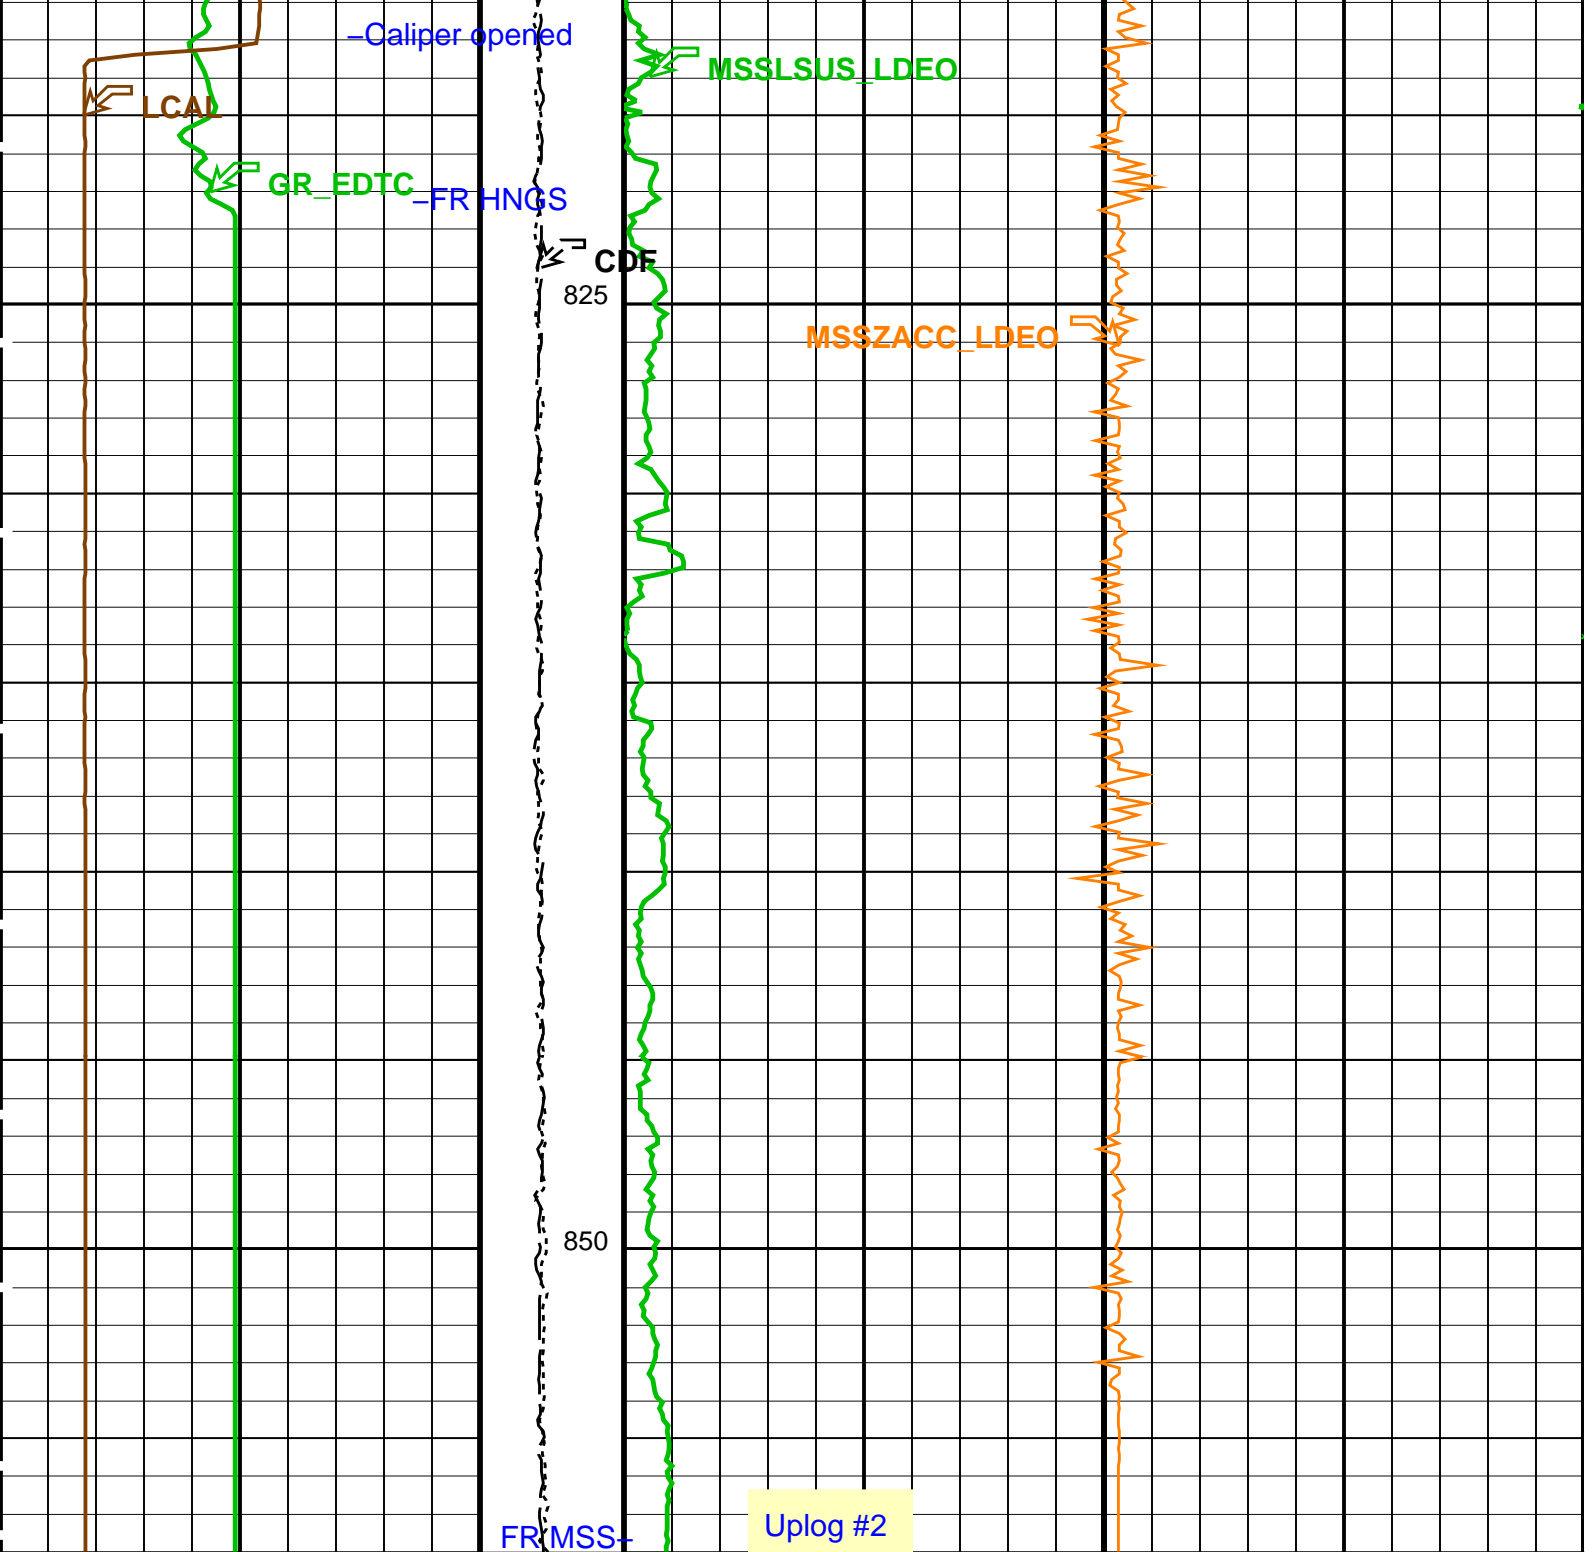 –Caliper opened
MSSLSUS_LDEO
LCAL
GR_EDTC
–FR HNGS
CDF
825
MSSZACC_LDEO
850
Uplog #2
FR MSS–